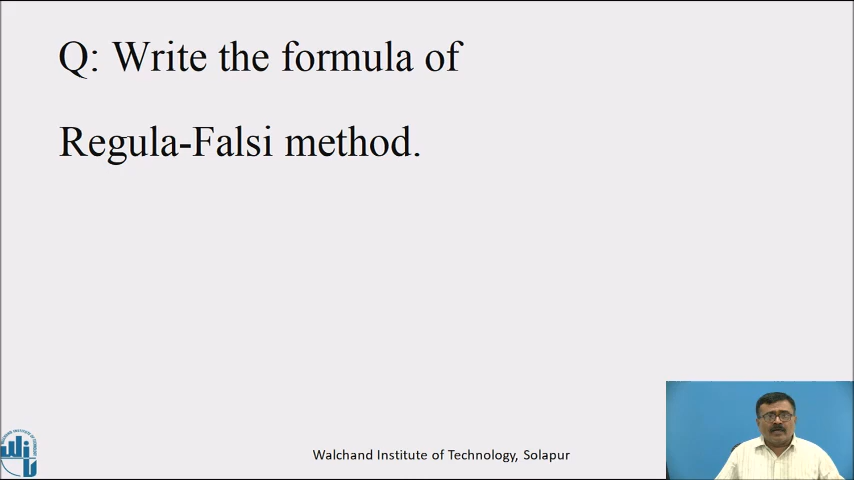 Q: Write the formula of
Regula-Falsi method.
Walchand Institute of Technology, Solapur